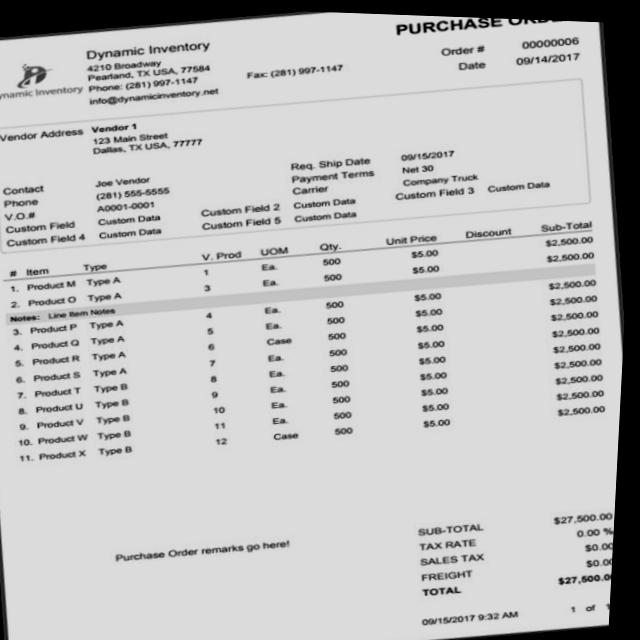 PURCHASE
Dynamic Inventory
4210 Broadway
Pearland, TX USA, 77584
Phone: (281) 997-1147 Fax: (281) 997-1147
info@dynamicinventory.net
Order # 00000006
Date 09/14/2017
Dynamic Inventory
Vendor Address Vendor 1
123 Main Street
Dallas, TX USA, 77777
Contact Joe Vendor Req. Ship Date 09/15/2017
Phone (281) 555-5555 Payment Terms Net 30
V.O.# A0001-0001 Carrier Company Truck
Custom Field Custom Data Custom Field 2 Custom Data Custom Field 3 Custom Data
Custom Field 4 Custom Data Custom Field 5 Custom Data
# Item Type V. Prod UOM Qty. Unit Price Discount Sub-Total
1. Product M Type A 1 Ea. 500 $5.00 $2,500.00
2. Product O Type A 3 Ea. 500 $5.00 $2,500.00
Notes: Line Item Notes
3. Product P Type A 4 Ea. 500 $5.00 $2,500.00
4. Product Q Type A 5 Ea. 500 $5.00 $2,500.00
5. Product R Type A 6 Case 500 $5.00 $2,500.00
6. Product S Type A 7 Ea. 500 $5.00 $2,500.00
7. Product T Type B 8 Ea. 500 $5.00 $2,500.00
8. Product U Type B 9 Ea. 500 $5.00 $2,500.00
9. Product V Type B 10 Ea. 500 $5.00 $2,500.00
10. Product W Type B 11 Ea. 500 $5.00 $2,500.00
11. Product X Type B 12 Case 500 $5.00 $2,500.00
Purchase Order remarks go here!
SUB-TOTAL $27,500.00
TAX RATE 0.00 %
SALES TAX $0.00
FREIGHT $0.00
TOTAL $27,500.0
09/15/2017 9:32 AM 1 of 1